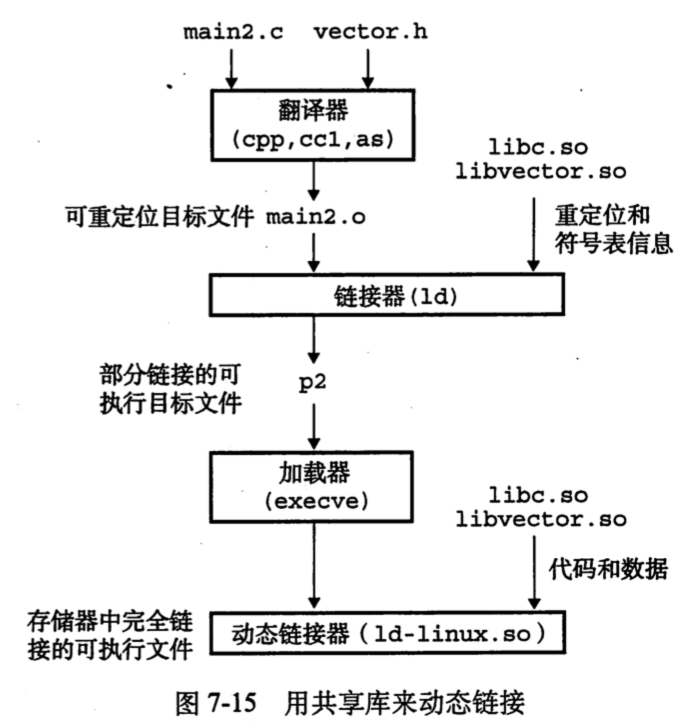 main2.c vector.h
翻译器
(cpp,cc1,as)
libc.so
libvector.so
可重定位目标文件 main2.o
重定位和
符号表信息
链接器(ld)
部分链接的可
执行目标文件
p2
加载器
(execve)
libc.so
libvector.so
代码和数据
存储器中完全链
接的可执行文件
动态链接器（ld-linux.so）
图 7-15 用共享库来动态链接